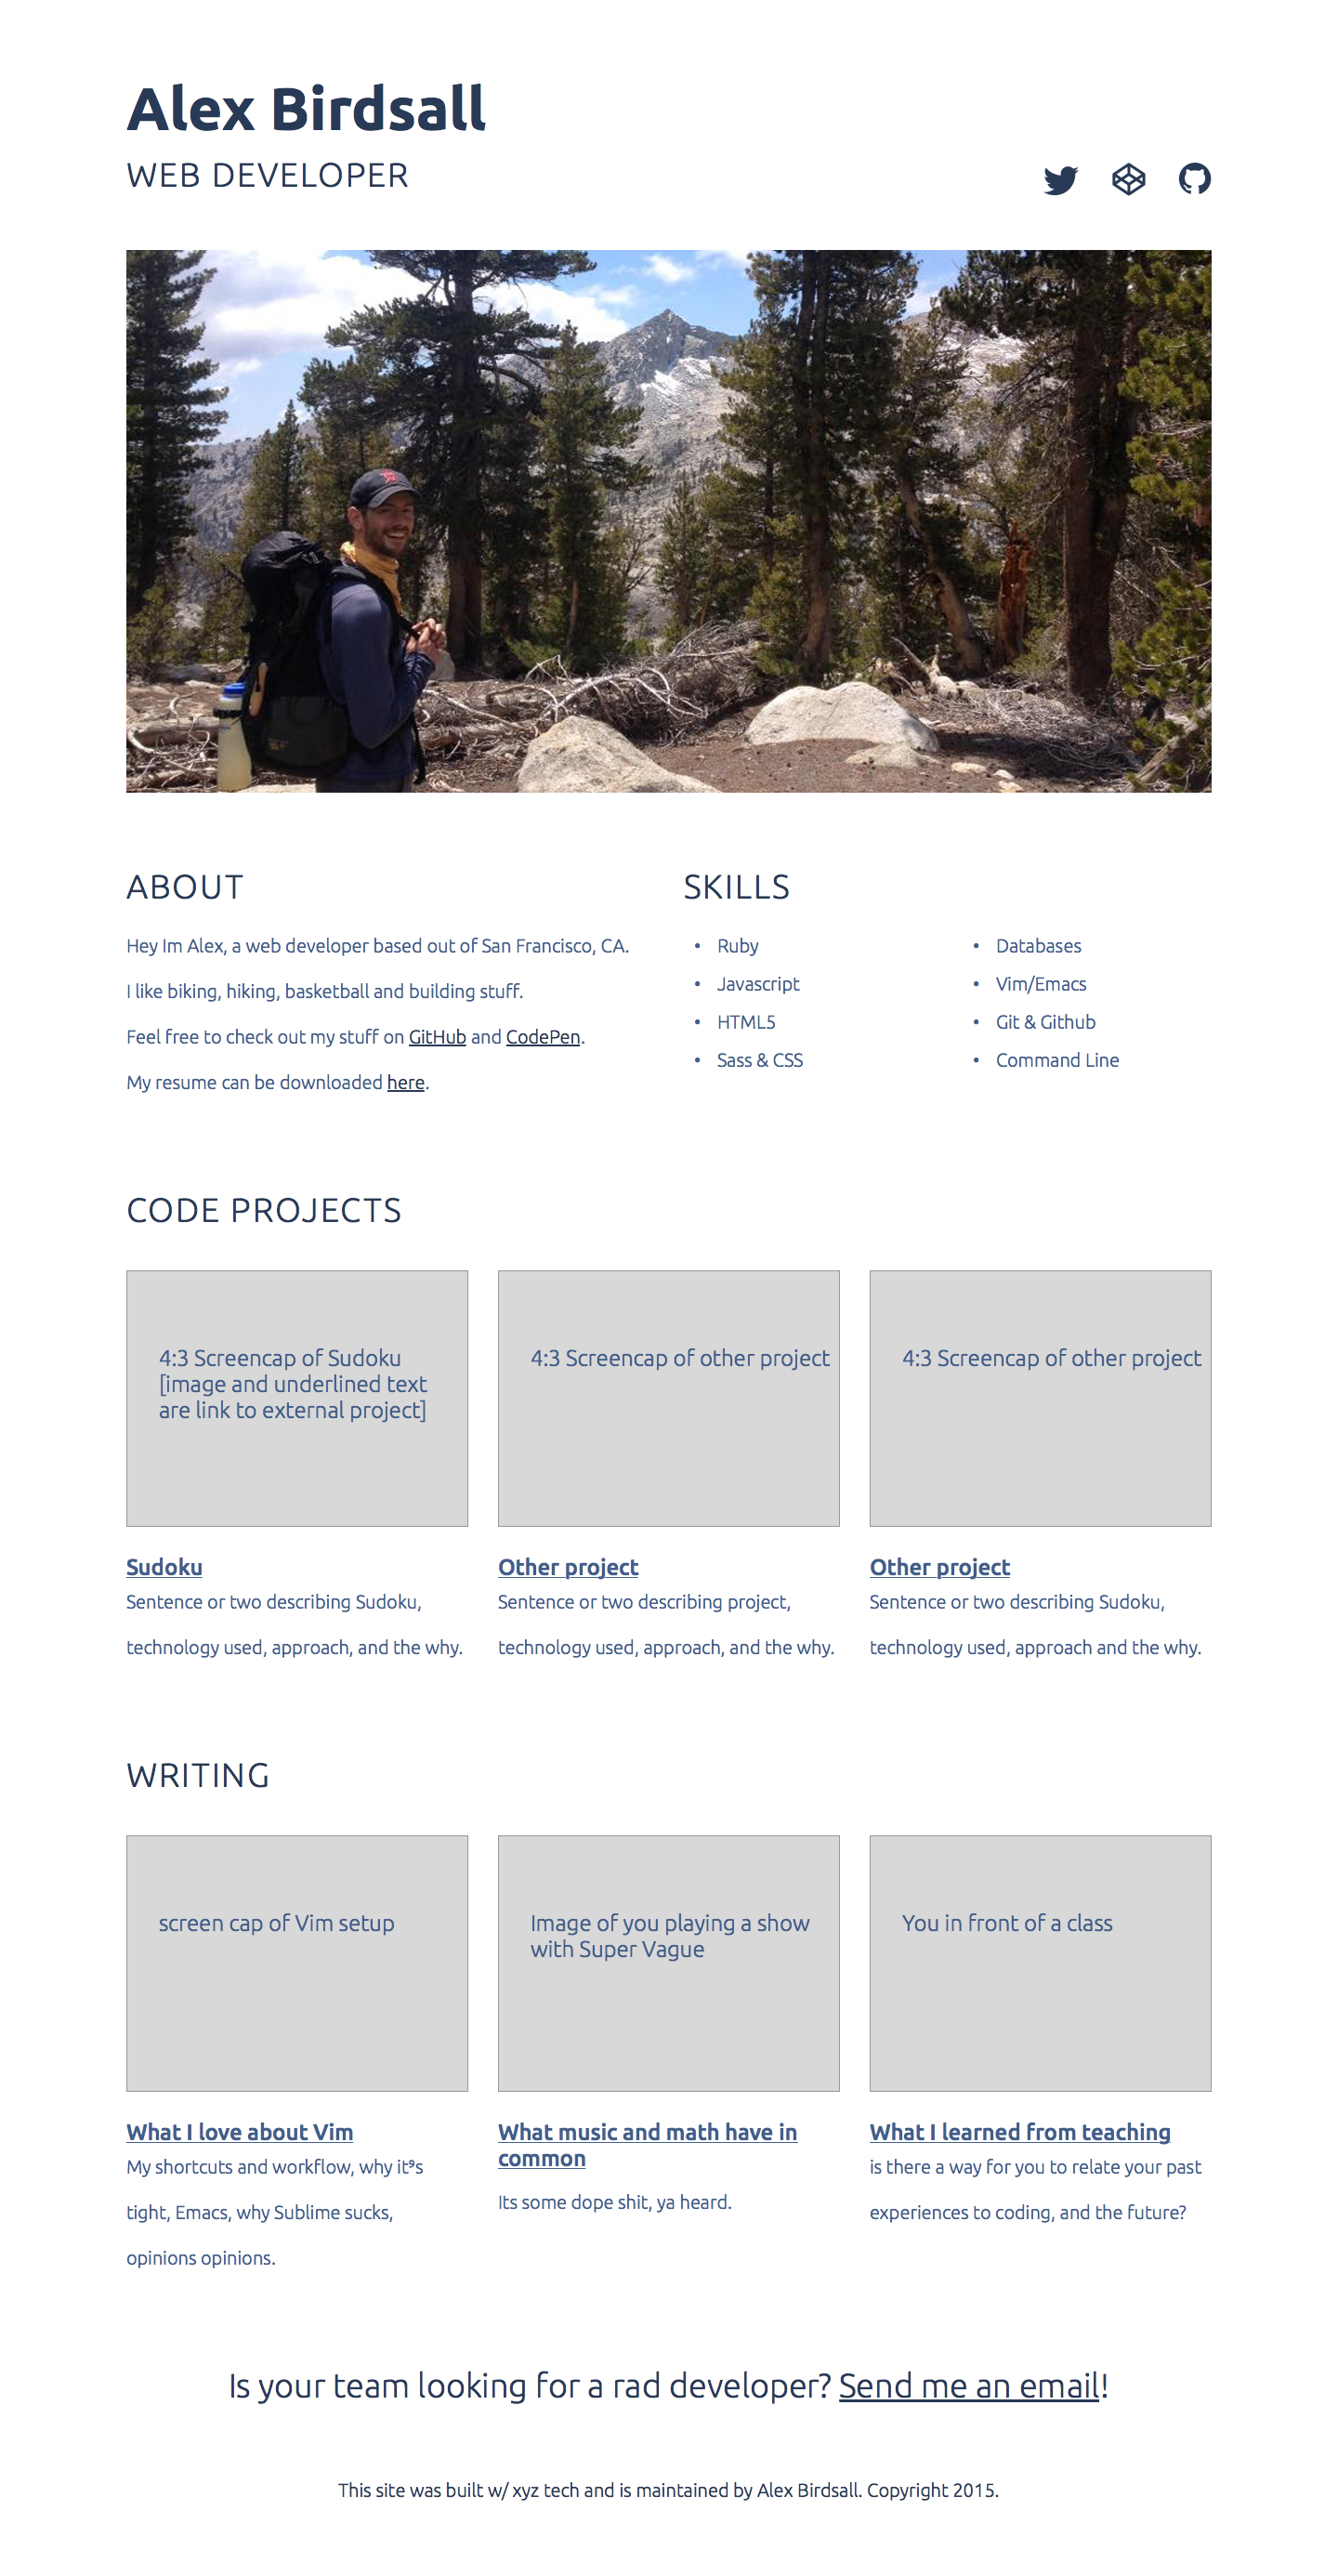 Alex Birdsall
WEB DEVELOPER
ABOUT
Hey Im Alex, a web developer based out of San Francisco, CA.
I like biking, hiking, basketball and building stuff.
Feel free to check out my stuff on GitHub and CodePen.
My resume can be downloaded here.
SKILLS
• Ruby
• Javascript
• HTML5
• Sass & CSS
• Databases
• Vim/Emacs
• Git & Github
• Command Line
CODE PROJECTS
4:3 Screencap of Sudoku
[image and underlined text
are link to external project]
Sudoku
Sentence or two describing Sudoku,
technology used, approach, and the why.
4:3 Screencap of other project
Other project
Sentence or two describing project,
technology used, approach, and the why.
4:3 Screencap of other project
Other project
Sentence or two describing Sudoku,
technology used, approach and the why.
WRITING
screen cap of Vim setup
What I love about Vim
My shortcuts and workflow, why it's
tight, Emacs, why Sublime sucks,
opinions opinions.
Image of you playing a show
with Super Vague
What music and math have in
common
Its some dope shit, ya heard.
You in front of a class
What I learned from teaching
is there a way for you to relate your past
experiences to coding, and the future?
Is your team looking for a rad developer? Send me an email!
This site was built w/ xyz tech and is maintained by Alex Birdsall. Copyright 2015.